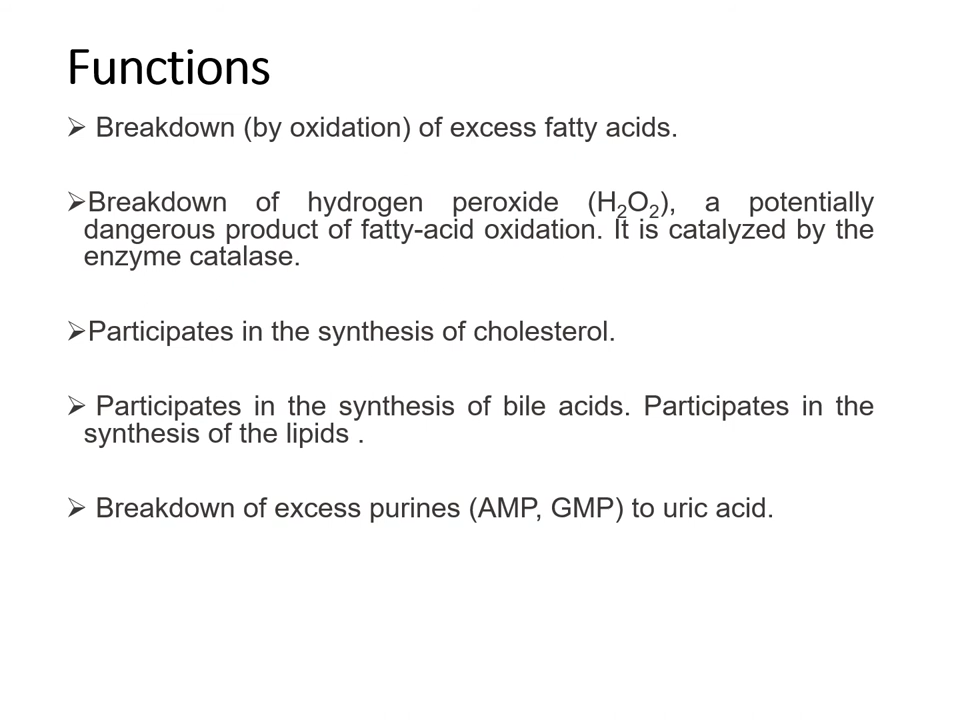 Functions
➢ Breakdown (by oxidation) of excess fatty acids.
➢Breakdown of hydrogen peroxide (H₂O₂), a potentially
dangerous product of fatty-acid oxidation. It is catalyzed by the
enzyme catalase.
➢Participates in the synthesis of cholesterol.
➢ Participates in the synthesis of bile acids. Participates in the
synthesis of the lipids .
➢ Breakdown of excess purines (AMP, GMP) to uric acid.